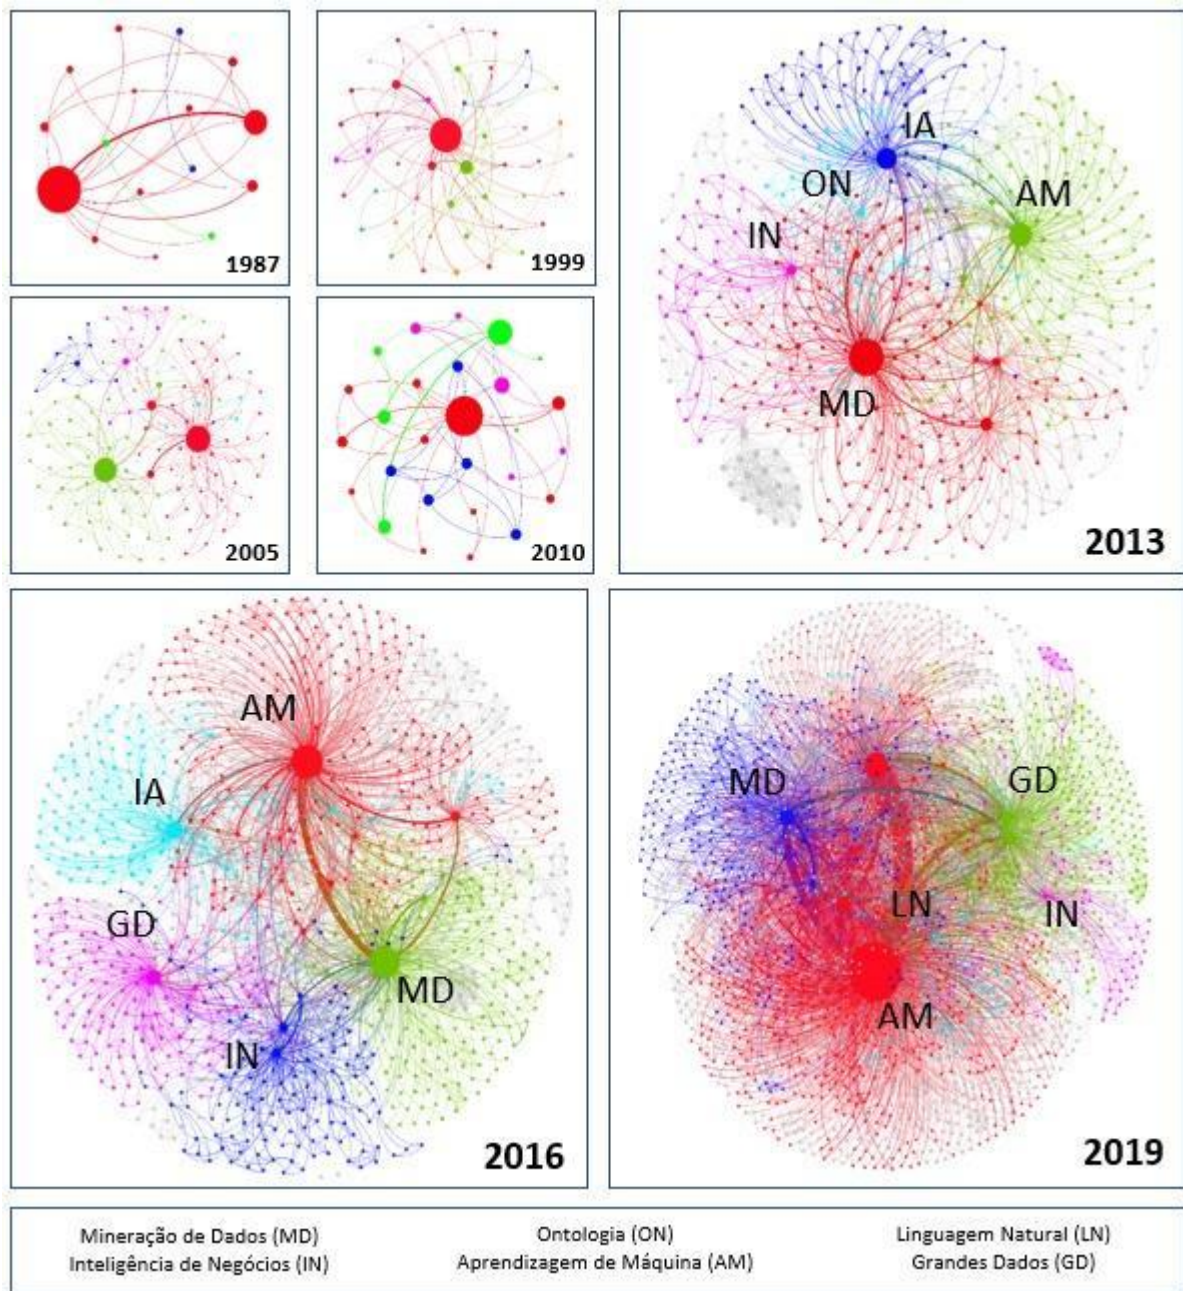 1987
1999
IA
ON
AM
IN
MD
2013
2005
2010
AM
IA
GD
MD
IN
2016
MD
GD
LN
IN
AM
2019
Mineração de Dados (MD)
Ontologia (ON)
Linguagem Natural (LN)
Inteligência de Negócios (IN)
Aprendizagem de Máquina (AM)
Grandes Dados (GD)